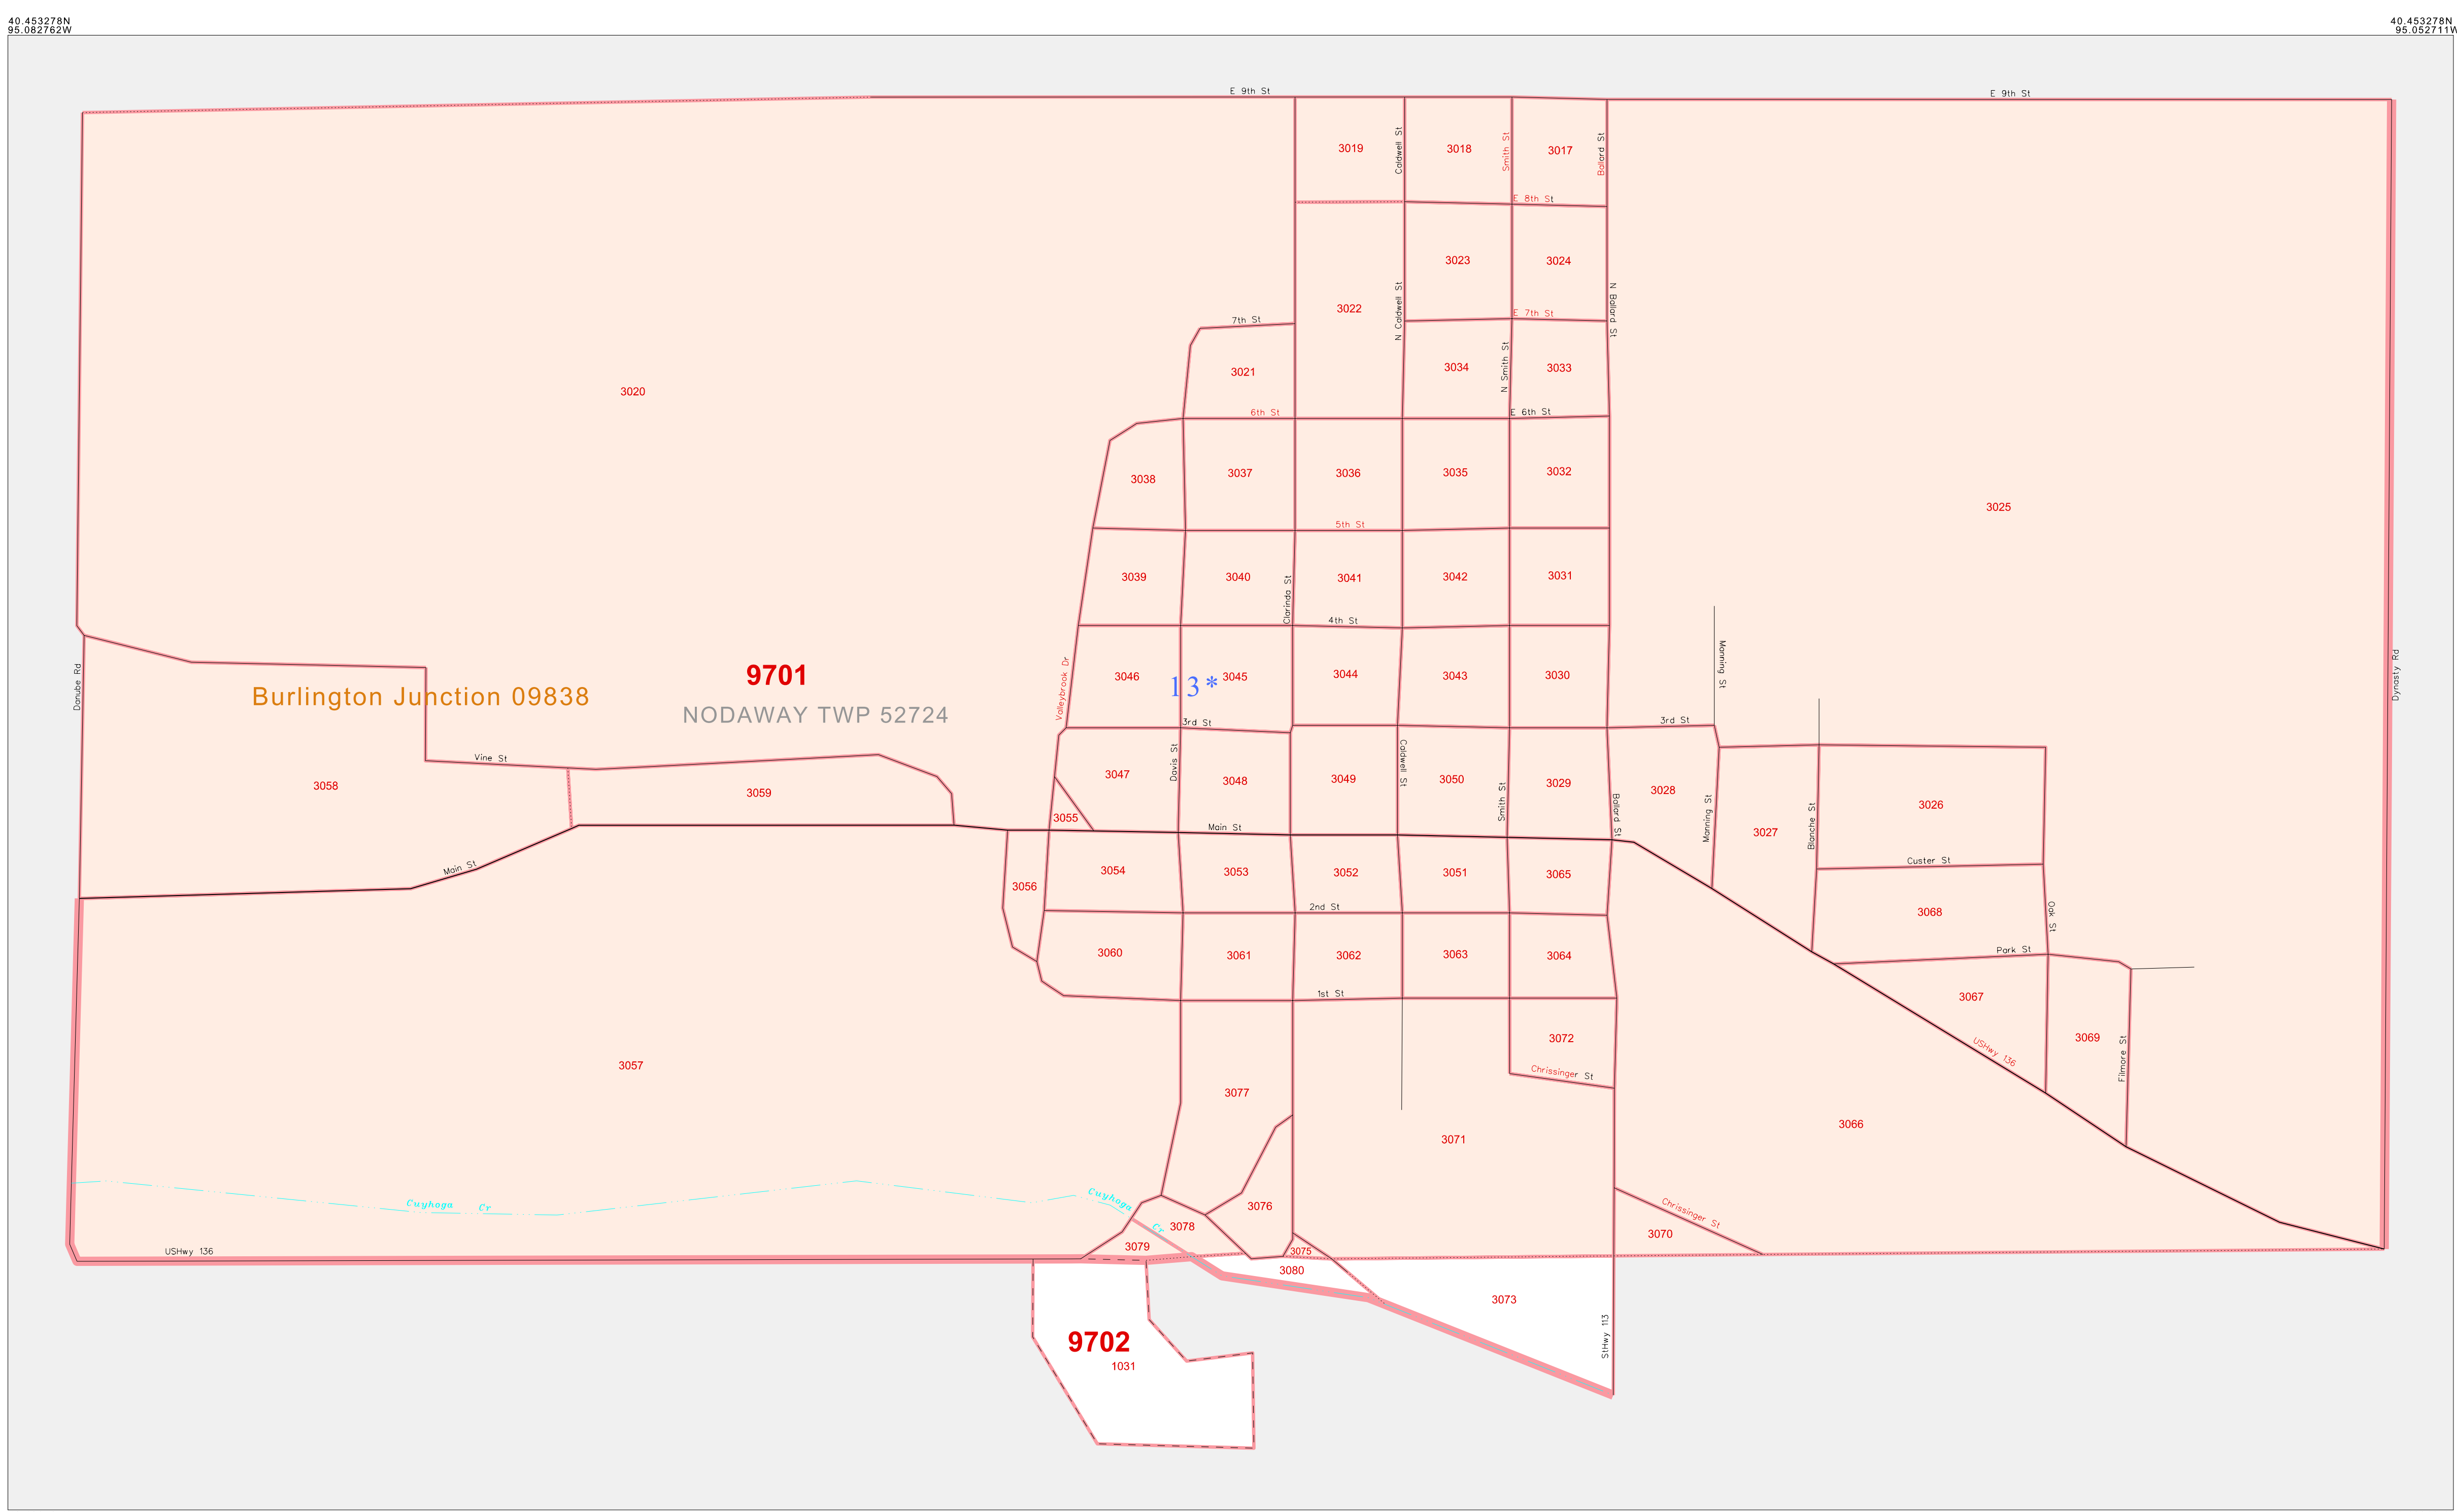 40.453278N
95.082762W
40.453278N
95.052711W
E 9th St
E 9th St
3019
Caldwell St
3018
Smith St
3017
Ballard St
E 8th St
3023
3024
3022
N Caldwell St
N Ballard St
7th St
E 7th St
3021
3034
N Smith St
3033
3020
6th St
E 6th St
3038
3037
3036
3035
3032
3025
5th St
3039
3040
Clarinda St
3041
3042
3031
4th St
Danube Rd
Burlington Junction 09838
9701
NODAWAY TWP 52724
Valleybrook Dr
3046
13*
3045
3044
3043
3030
Manning St
Dynasty Rd
3rd St
3rd St
Vine St
3058
3059
3047
Davis St
3048
3049
Caldwell St
3050
Smith St
3029
Ballard St
3028
Manning St
3027
Blanche St
3026
3055
Main St
Main St
3056
3054
3053
3052
3051
3065
Custer St
3068
Oak St
2nd St
3060
3061
3062
3063
3064
Park St
1st St
3067
3069
Filmore St
USHwy 136
3057
3077
3072
Chrissinger St
3071
3066
Cuyhoga Cr
Cuyhoga Cr
3078
3076
Chrissinger St
3070
USHwy 136
3079
3075
3080
3073
StHwy 113
9702
1031